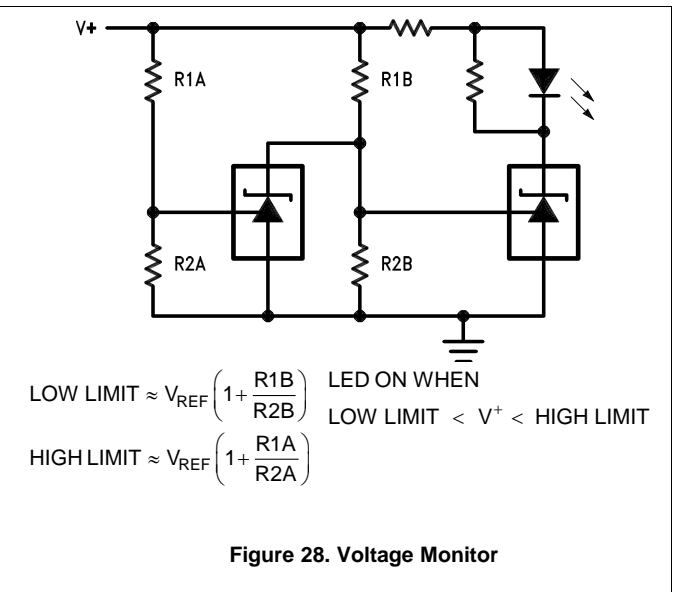 V+
R1A
R1B
R2A
R2B
LOW LIMIT ≈ V_REF (1 + R1B/R2B)
LED ON WHEN
LOW LIMIT < V⁺ < HIGH LIMIT
HIGH LIMIT ≈ V_REF (1 + R1A/R2A)
Figure 28. Voltage Monitor